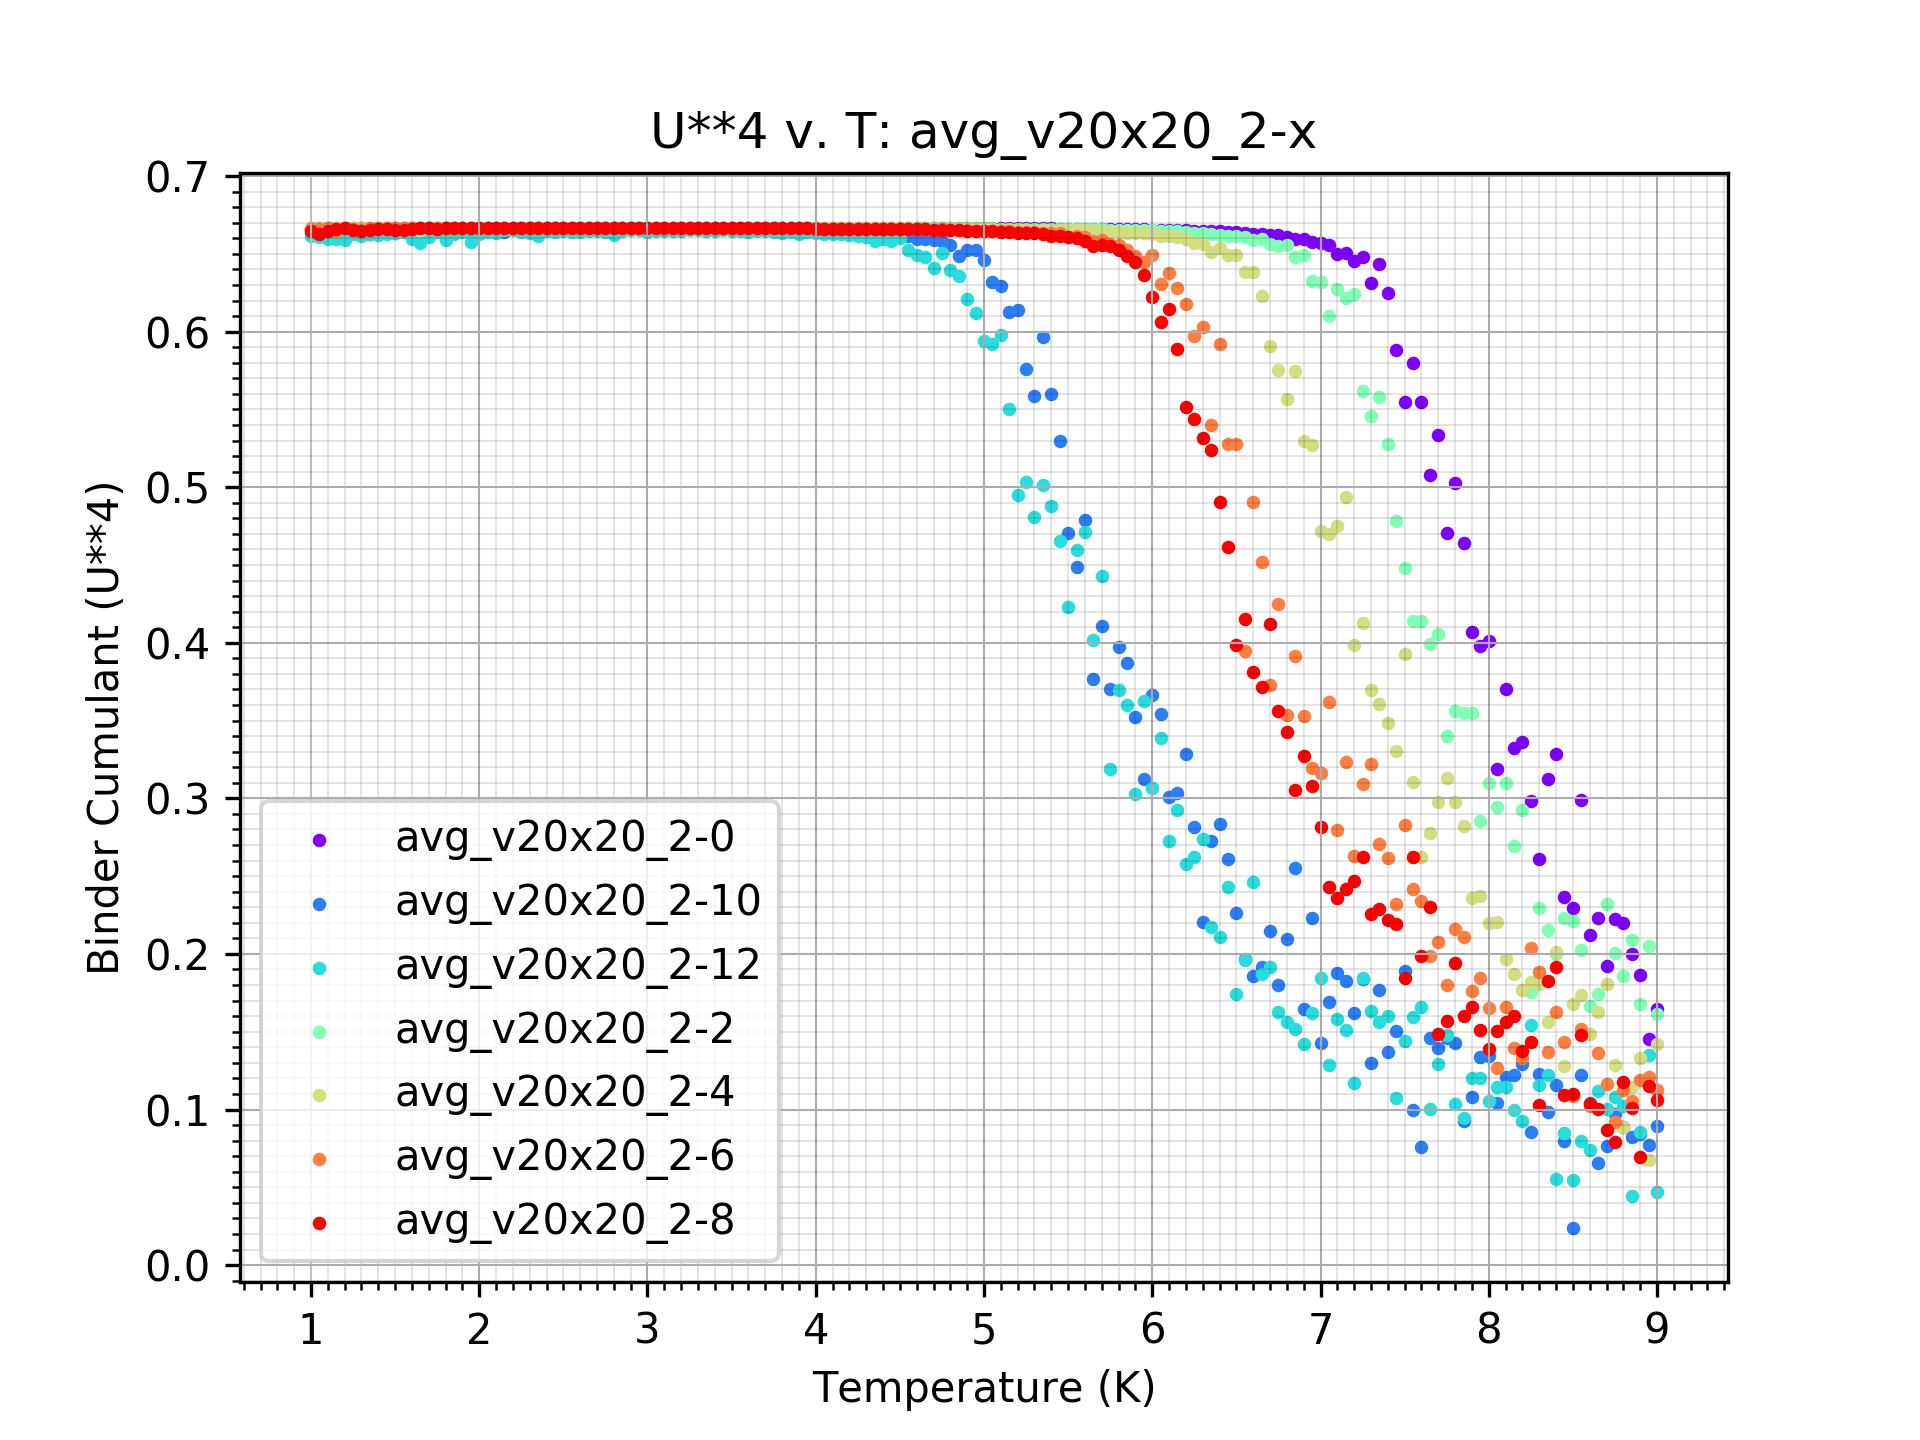 U**4 v. T: avg_v20x20_2-x
0.7
0.6
0.5
0.4
0.3
0.2
0.1
0.0
Binder Cumulant (U**4)
avg_v20x20_2-0
avg_v20x20_2-10
avg_v20x20_2-12
avg_v20x20_2-2
avg_v20x20_2-4
avg_v20x20_2-6
avg_v20x20_2-8
1 2 3 4 5 6 7 8 9
Temperature (K)